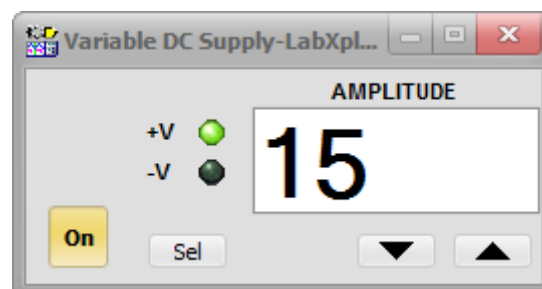 Variable DC Supply-LabXpl...
AMPLITUDE
+V
15
-V
On
Sel